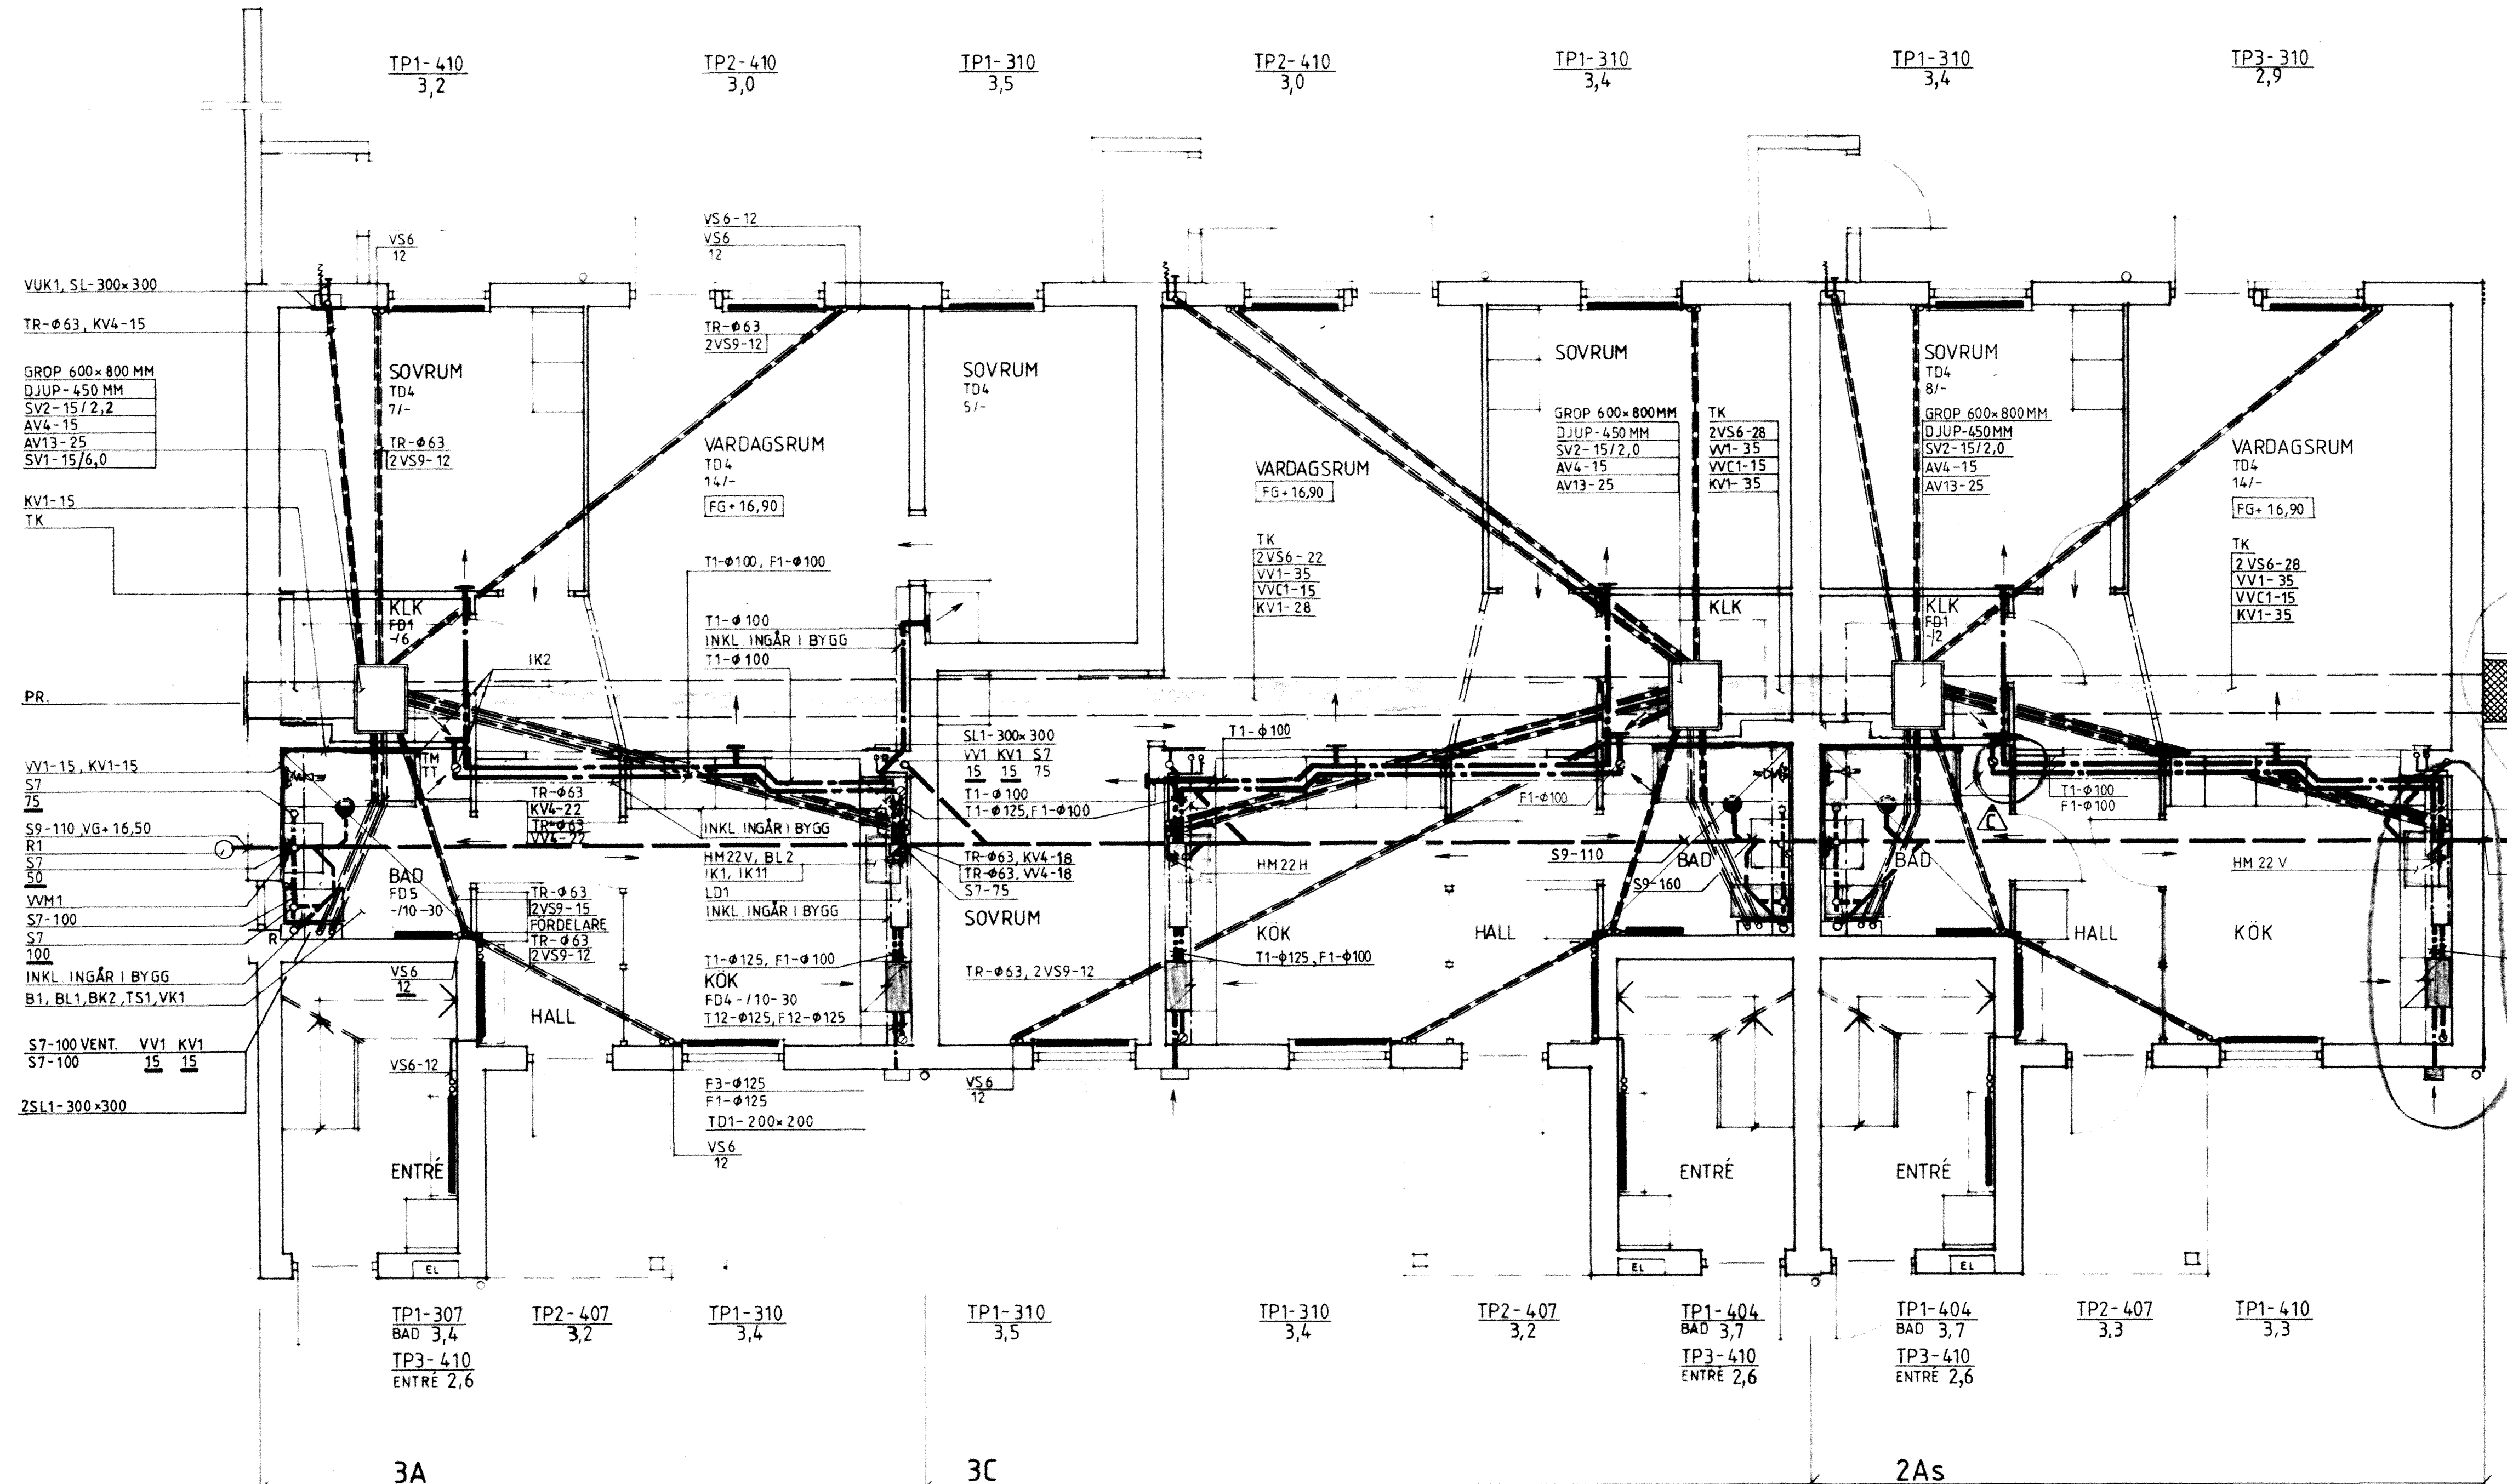 TP1-410
3,2
TP2-410
3,0
TP1-310
3,5
TP2-410
3,0
TP1-310
3,4
TP1-310
3,4
TP3-310
2,9
VS6
12
VS6-12
VS6
12
VUK1, SL-300×300
TR-Φ63, KV4-15
GROP 600×800 MM
DJUP-450 MM
SV2-15/2,2
AV4-15
AV13-25
SV1-15/6,0
KV1-15
TK
PR.
VV1-15, KV1-15
S7
75
S9-110, VG+16,50
R1
S7
50
VVM1
S7-100
S7
100
INKL. INGÅR I BYGG
B1, BL1, BK2, TS1, VK1
S7-100 VENT. VV1 KV1
S7-100 15 15
2SL1-300×300
SOVRUM
TD4
7/-
TR-Φ63
2VS9-12
KLK
FD1
-/6
TM
TT
IK2
TR-Φ63
KV4-22
TR-Φ63
VV4-22
BAD
FD5
-/10-30
R
TR-Φ63
2VS9-15
FÖRDELARE
TR-Φ63
2VS9-12
VS6
12
HALL
VS6-12
ENTRÉ
EL
TR-Φ63
2VS9-12
VARDAGSRUM
TD4
14/-
FG+16,90
T1-Φ100, F1-Φ100
T1-Φ100
INKL. INGÅR I BYGG
T1-Φ100
INKL. INGÅR I BYGG
HM22V, BL2
IK1, IK11
LD1
INKL. INGÅR I BYGG
T1-Φ125, F1-Φ100
KÖK
FD4-/10-30
T12-Φ125, F12-Φ125
F3-Φ125
F1-Φ125
TD1-200×200
VS6
12
SOVRUM
TD4
5/-
SL1-300×300
VV1 KV1 S7
15 15 75
T1-Φ100
T1-Φ125, F1-Φ100
TR-Φ63, KV4-18
TR-Φ63, VV4-18
S7-75
SOVRUM
TR-Φ63, 2VS9-12
VS6
12
VARDAGSRUM
FG+16,90
TK
2VS6-22
VV1-35
VVC1-15
KV1-28
T1-Φ100
HM22H
KÖK
T1-Φ125, F1-Φ100
HALL
SOVRUM
GROP 600×800MM
DJUP-450 MM
SV2-15/2,0
AV4-15
AV13-25
TK
2VS6-28
VV1-35
VVC1-15
KV1-35
KLK
F1-Φ100
S9-110
S9-160
BAD
ENTRÉ
EL
SOVRUM
TD4
8/-
GROP 600×800MM
DJUP-450MM
SV2-15/2,0
AV4-15
AV13-25
KLK
FD1
-/2
BAD
C
T1-Φ100
F1-Φ100
HALL
ENTRÉ
EL
VARDAGSRUM
TD4
14/-
FG+16,90
TK
2VS6-28
VV1-35
VVC1-15
KV1-35
HM 22 V
KÖK
TP1-307
BAD 3,4
TP3-410
ENTRÉ 2,6
TP2-407
3,2
TP1-310
3,4
TP1-310
3,5
TP1-310
3,4
TP2-407
3,2
TP1-404
BAD 3,7
TP3-410
ENTRÉ 2,6
TP1-404
BAD 3,7
TP3-410
ENTRÉ 2,6
TP2-407
3,3
TP1-410
3,3
3A
3C
2As